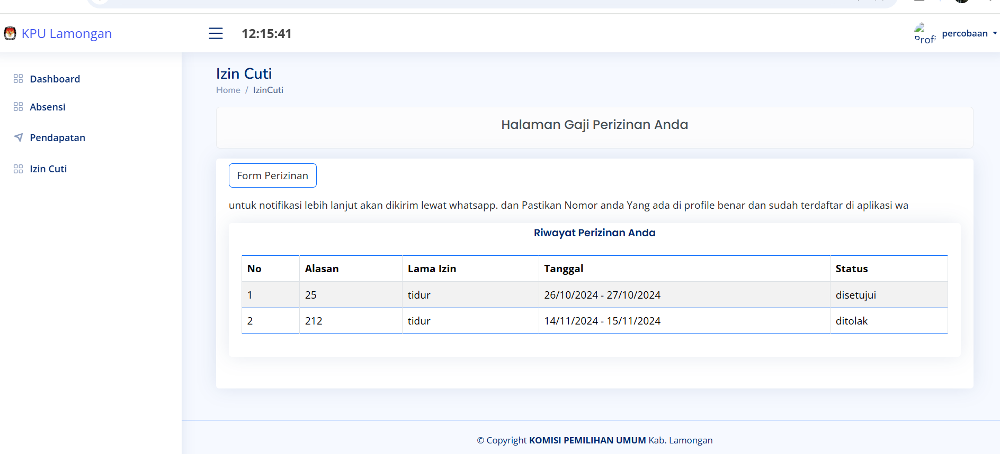 KPU Lamongan
12:15:41
Profi
percobaan
Dashboard
Absensi
Pendapatan
Izin Cuti
Izin Cuti
Home / IzinCuti
Halaman Gaji Perizinan Anda
Form Perizinan
untuk notifikasi lebih lanjut akan dikirim lewat whatsapp. dan Pastikan Nomor anda Yang ada di profile benar dan sudah terdaftar di aplikasi wa
Riwayat Perizinan Anda
No Alasan Lama Izin Tanggal Status
1 25 tidur 26/10/2024 - 27/10/2024 disetujui
2 212 tidur 14/11/2024 - 15/11/2024 ditolak
© Copyright KOMISI PEMILIHAN UMUM Kab. Lamongan